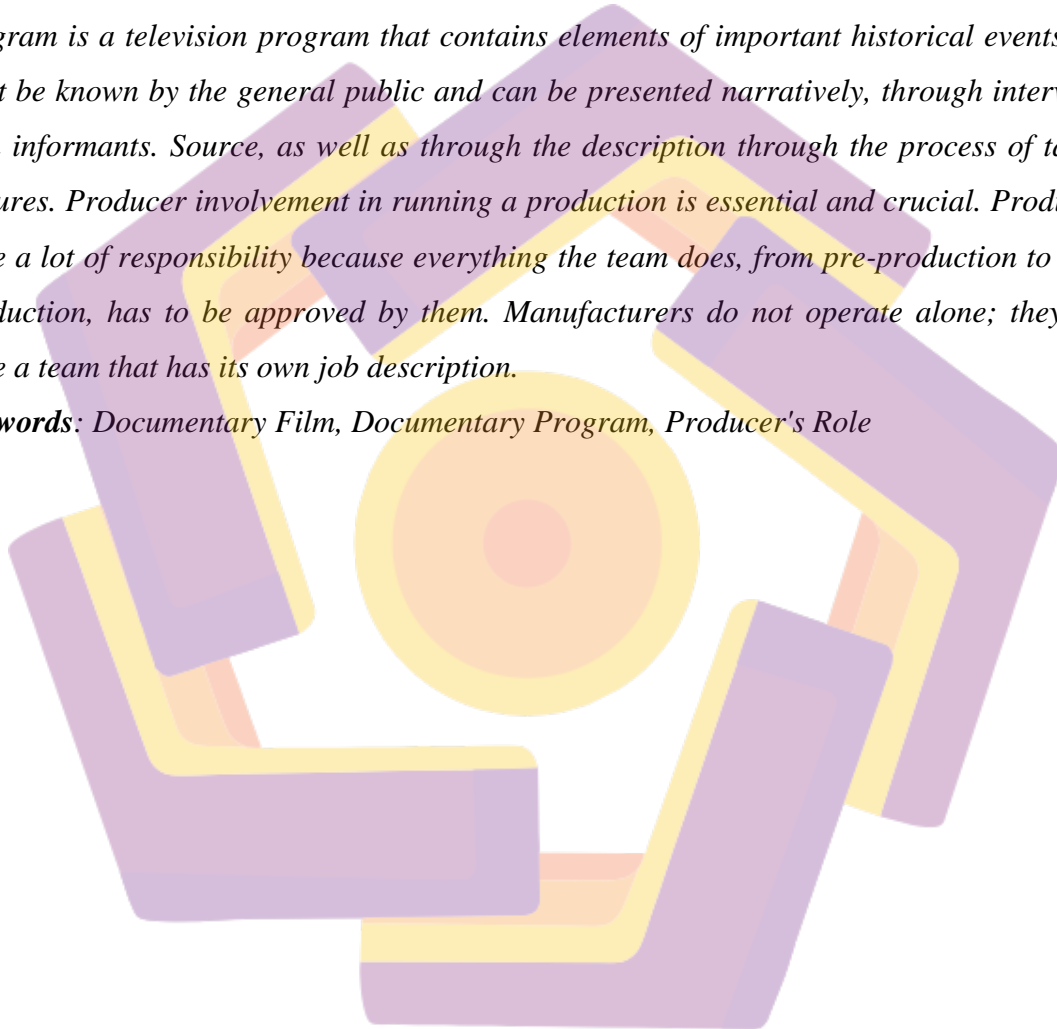 gram is a television program that contains elements of important historical events
t be known by the general public and can be presented narratively, through interv
informants. Source, as well as through the description through the process of ta
ures. Producer involvement in running a production is essential and crucial. Produ
e a lot of responsibility because everything the team does, from pre-production to
duction, has to be approved by them. Manufacturers do not operate alone; they
e a team that has its own job description.
words: Documentary Film, Documentary Program, Producer's Role